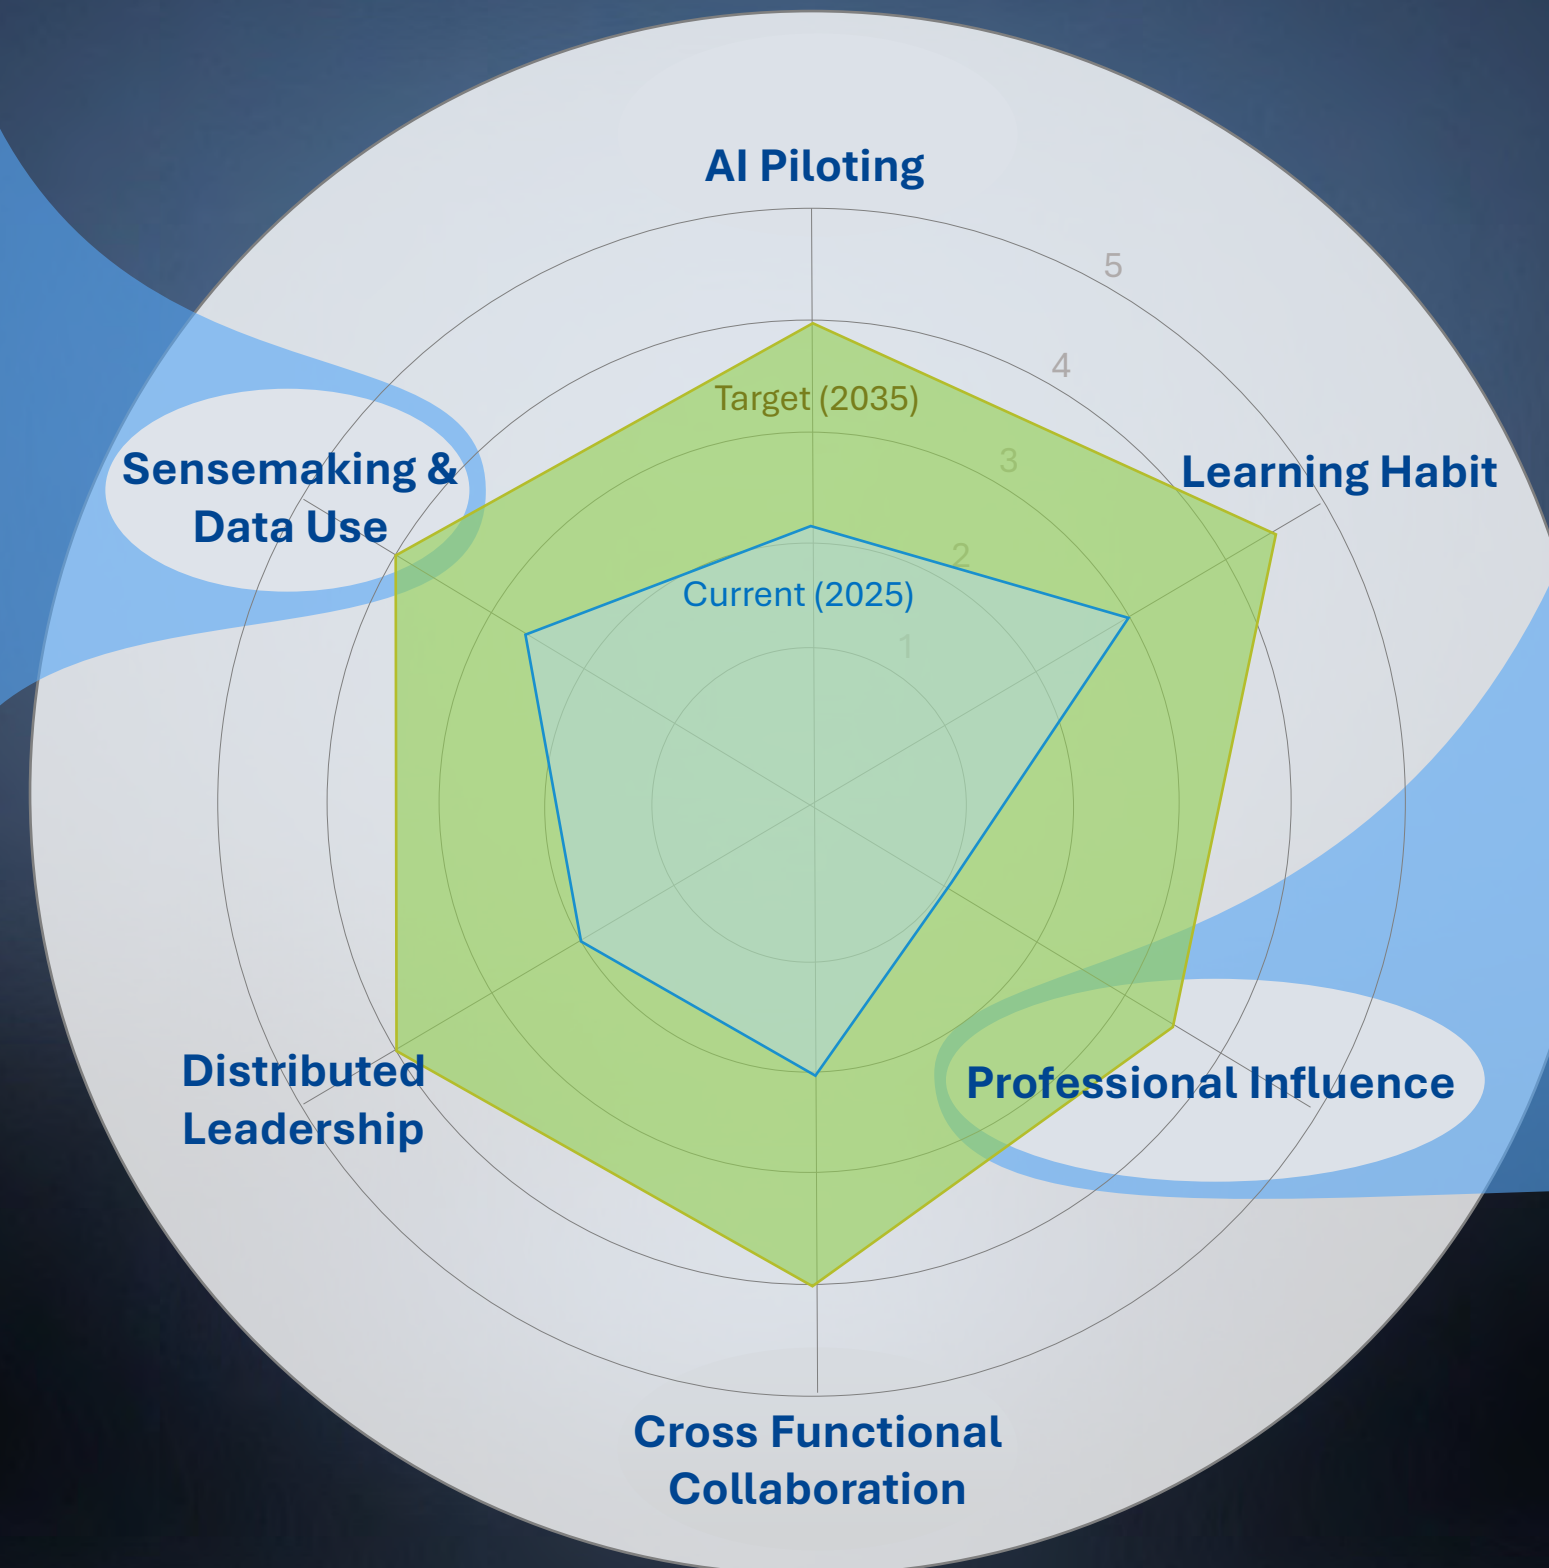 AI Piloting
5
4
Target (2035)
3
Learning Habit
Sensemaking &
Data Use
2
Current (2025)
1
Distributed
Leadership
Professional Influence
Cross Functional
Collaboration